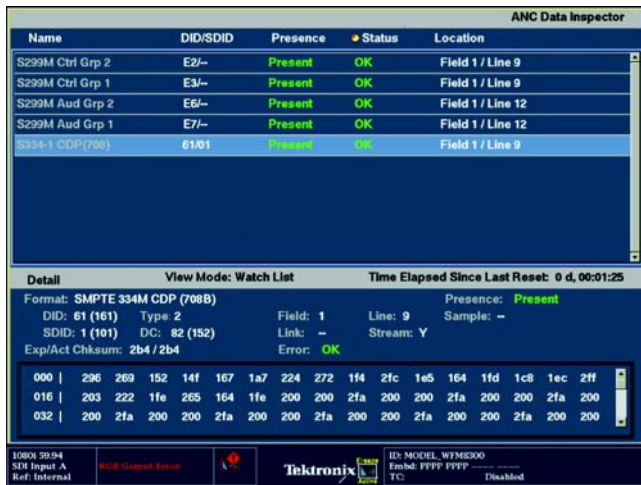 ANC Data Inspector
Name DID/SDID Presence Status Location
S299M Ctrl Grp 2 E2/-- Present OK Field 1 / Line 9
S299M Ctrl Grp 1 E3/-- Present OK Field 1 / Line 9
S299M Aud Grp 2 E6/-- Present OK Field 1 / Line 12
S299M Aud Grp 1 E7/-- Present OK Field 1 / Line 12
S334-1 CDP(708) 61/01 Present OK Field 1 / Line 9
Detail View Mode: Watch List Time Elapsed Since Last Reset: 0 d, 00:01:25
Format: SMPTE 334M CDP (708B) Presence: Present
DID: 61 (161) Type: 2 Field: 1 Line: 9 Sample: --
SDID: 1 (101) DC: 82 (152) Link: -- Stream: Y
Exp/Act Chksum: 2b4 / 2b4 Error: OK
000 | 296 269 152 14f 167 1a7 224 272 1f4 2fc 1e5 164 1fd 1c8 1ec 2ff
016 | 203 222 1fe 265 164 1fe 200 200 2fa 200 200 2fa 200 200 2fa 200
032 | 200 2fa 200 200 2fa 200 200 2fa 200 200 2fa 200 200 2fa 200 200
1080i 59.94
SDI Input A
Ref: Internal
RGB Gamut Error
Tektronix
Freeze
Active
ID: MODEL_WFM8300
Embd: PPPP PPPP ---- ----
TC: Disabled